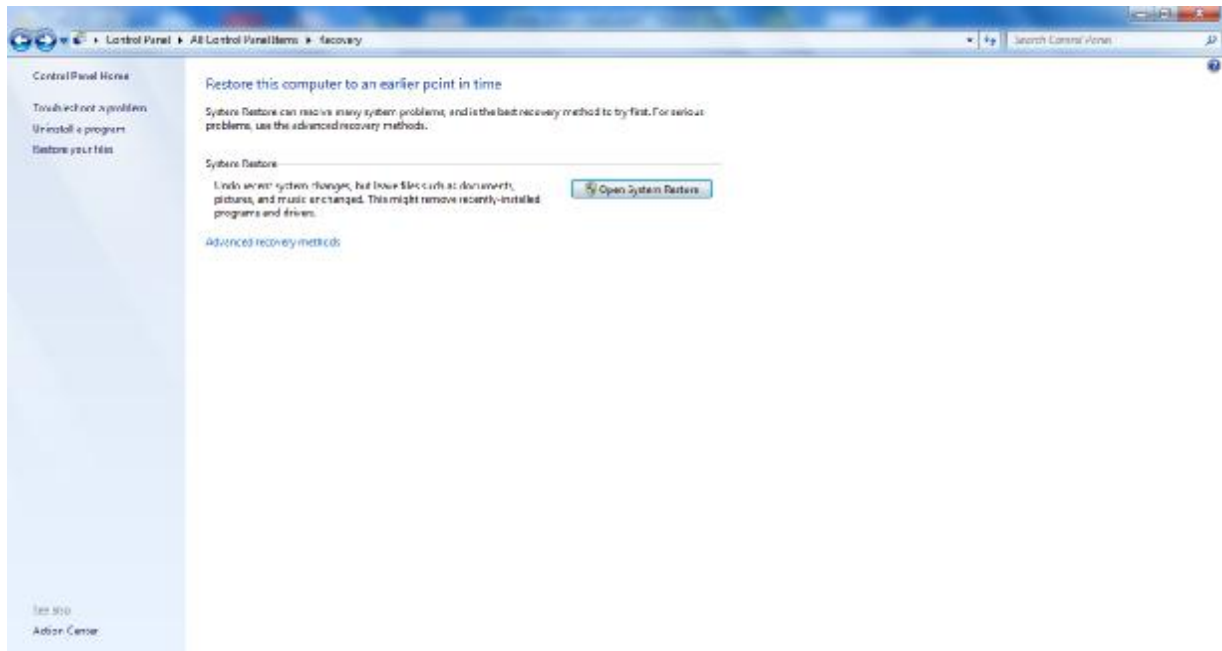 Control Panel ▸ All Control Panel Items ▸ Recovery
Search Control Panel
Control Panel Home
Troubleshoot a problem
Uninstall a program
Restore your files
Restore this computer to an earlier point in time
System Restore can resolve many system problems, and is the best recovery method to try first. For serious
problems, use the advanced recovery methods.
System Restore
Undo recent system changes, but leave files such as documents,
pictures, and music unchanged. This might remove recently-installed
programs and drivers.
Open System Restore
Advanced recovery methods
See also
Action Center